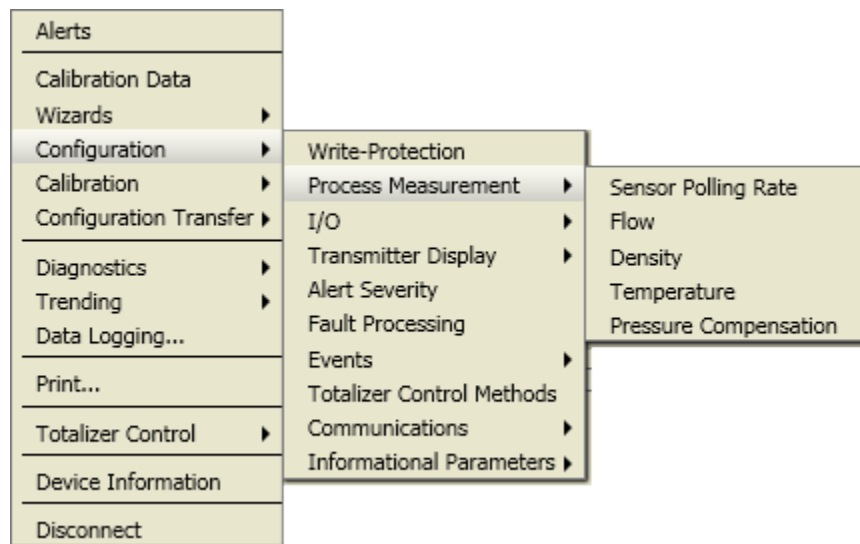 Alerts
Calibration Data
Wizards
Configuration
Calibration
Configuration Transfer
Diagnostics
Trending
Data Logging...
Print...
Totalizer Control
Device Information
Disconnect
Write-Protection
Process Measurement
I/O
Transmitter Display
Alert Severity
Fault Processing
Events
Totalizer Control Methods
Communications
Informational Parameters
Sensor Polling Rate
Flow
Density
Temperature
Pressure Compensation